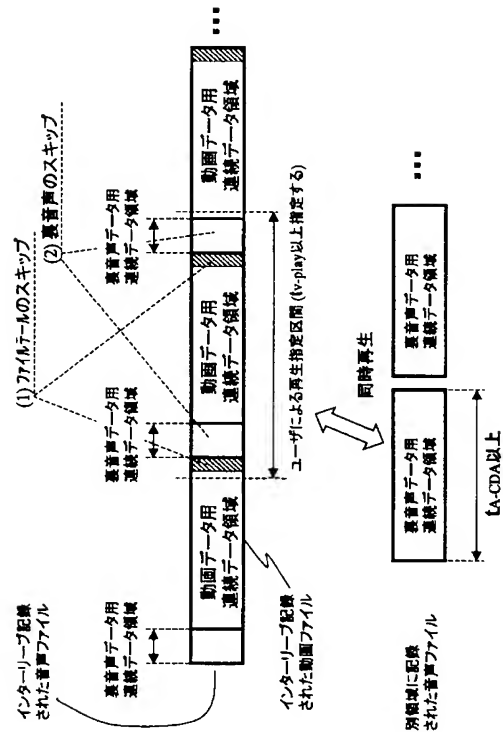 (1) ファイルテールのスキップ
(2) 裏音声のスキップ
インターリーブ記録
された音声ファイル
裏音声データ用
連続データ領域
裏音声データ用
連続データ領域
裏音声データ用
連続データ領域
動画データ用
連続データ領域
動画データ用
連続データ領域
動画データ用
連続データ領域
インターリーブ記録
された動画ファイル
ユーザによる再生指定区間 (tv-play以上指定する)
同時再生
別領域に記録
された音声ファイル
裏音声データ用
連続データ領域
裏音声データ用
連続データ領域
tA-CDA以上